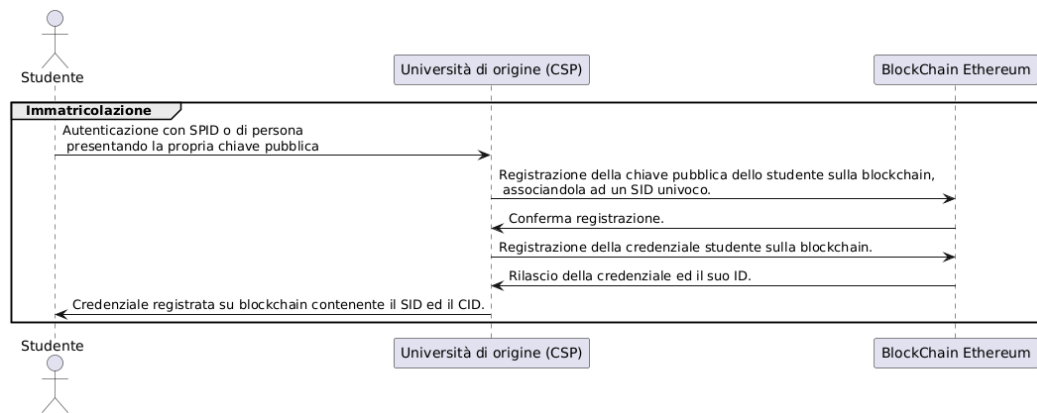 Studente
Università di origine (CSP)
BlockChain Ethereum
Immatricolazione
Autenticazione con SPID o di persona
presentando la propria chiave pubblica
Registrazione della chiave pubblica dello studente sulla blockchain,
associandola ad un SID univoco.
Conferma registrazione.
Registrazione della credenziale studente sulla blockchain.
Rilascio della credenziale ed il suo ID.
Credenziale registrata su blockchain contenente il SID ed il CID.
Studente
Università di origine (CSP)
BlockChain Ethereum